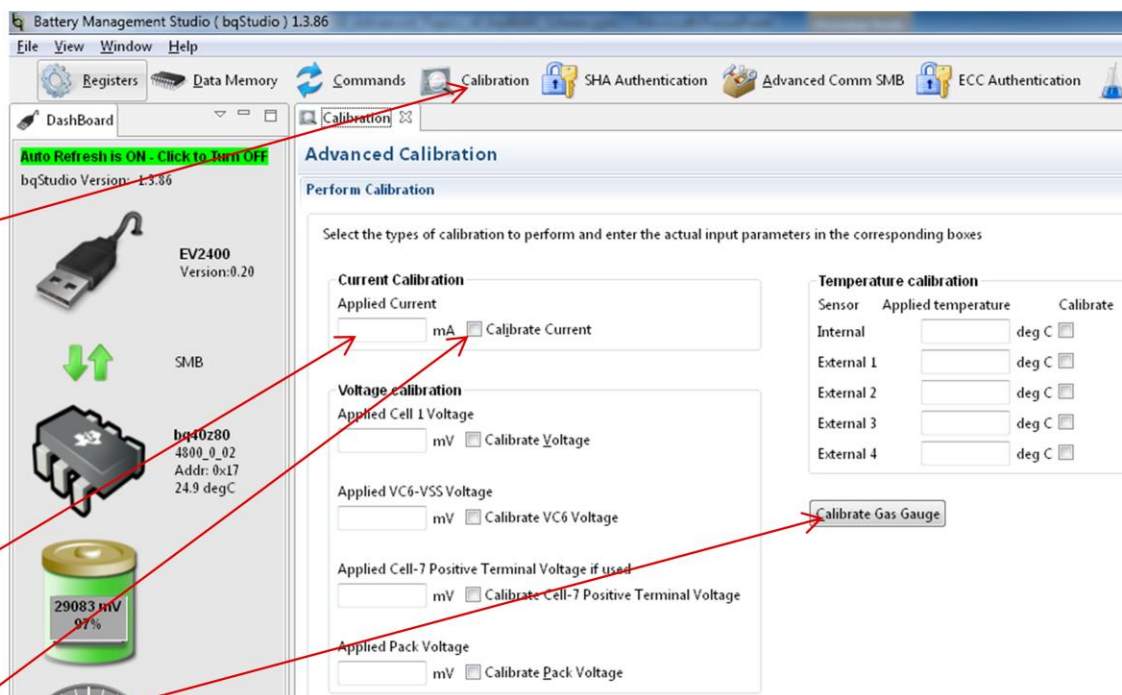 Battery Management Studio ( bqStudio ) 1.3.86
File View Window Help
Registers Data Memory Commands Calibration SHA Authentication Advanced Comm SMB ECC Authentication
DashBoard
Calibration
Auto Refresh is ON - Click to Turn OFF
bqStudio Version: 1.3.86
EV2400
Version:0.20
SMB
bq40z80
4800_0_02
Addr: 0x17
24.9 degC
29083 mV
97%
Advanced Calibration
Perform Calibration
Select the types of calibration to perform and enter the actual input parameters in the corresponding boxes
Current Calibration
Applied Current
mA Calibrate Current
Voltage calibration
Applied Cell 1 Voltage
mV Calibrate Voltage
Applied VC6-VSS Voltage
mV Calibrate VC6 Voltage
Applied Cell-7 Positive Terminal Voltage if used
mV Calibrate Cell-7 Positive Terminal Voltage
Applied Pack Voltage
mV Calibrate Pack Voltage
Temperature calibration
Sensor Applied temperature Calibrate
Internal deg C
External 1 deg C
External 2 deg C
External 3 deg C
External 4 deg C
Calibrate Gas Gauge